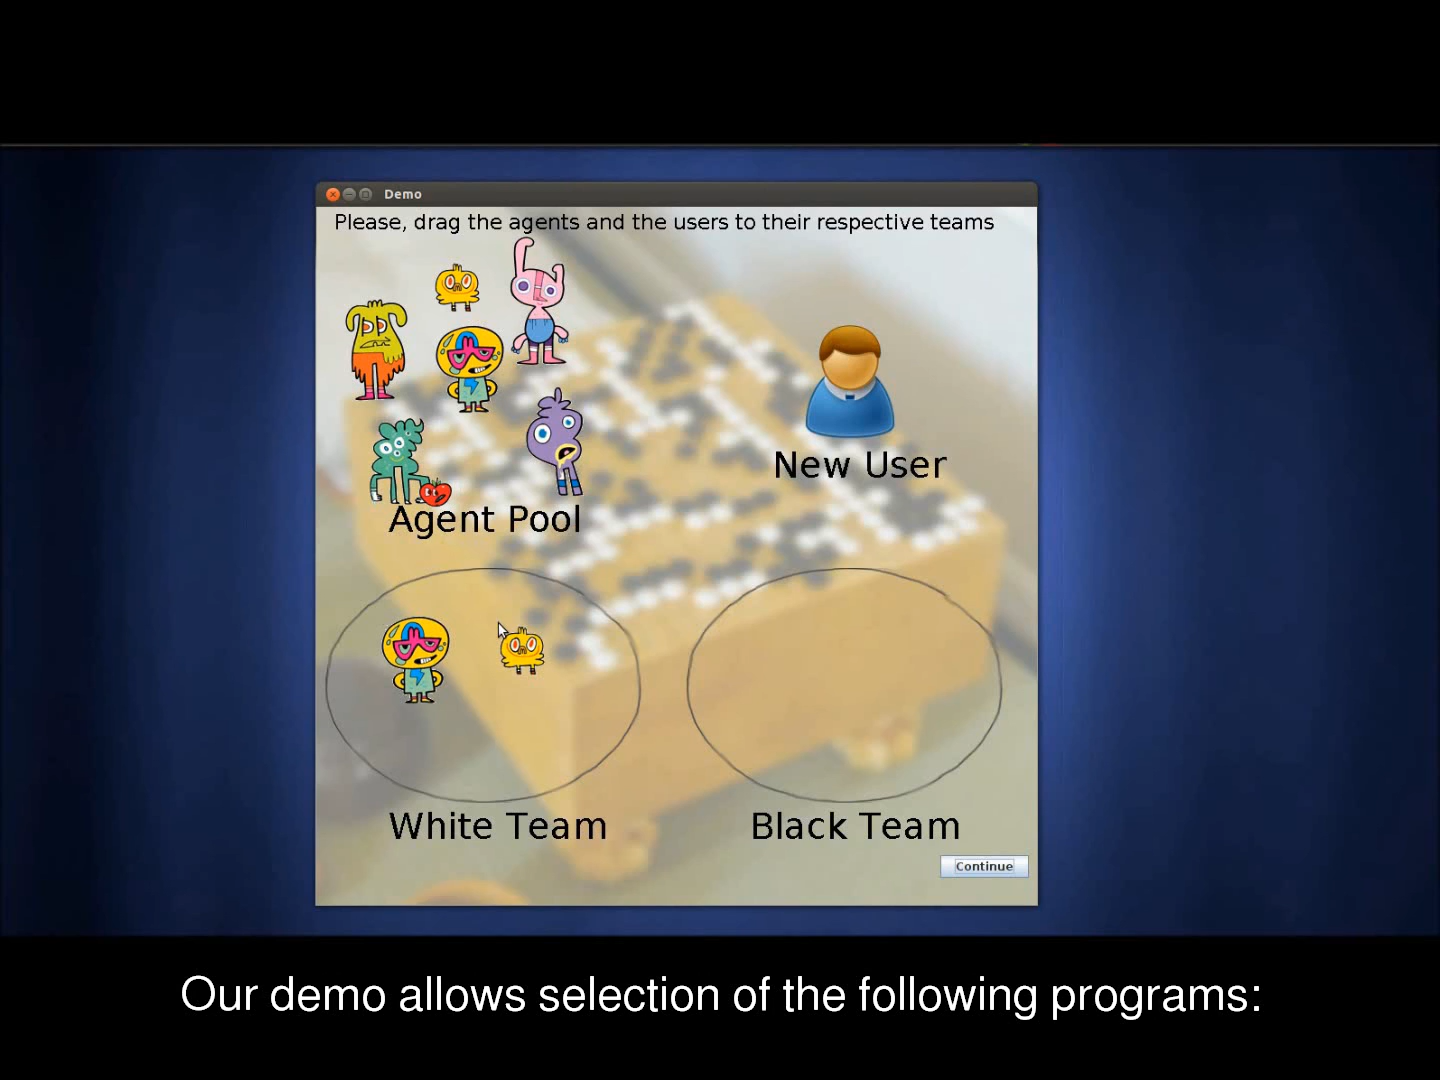 Demo
Please, drag the agents and the users to their respective teams
New User
Agent Pool
White Team
Black Team
Continue
Our demo allows selection of the following programs: